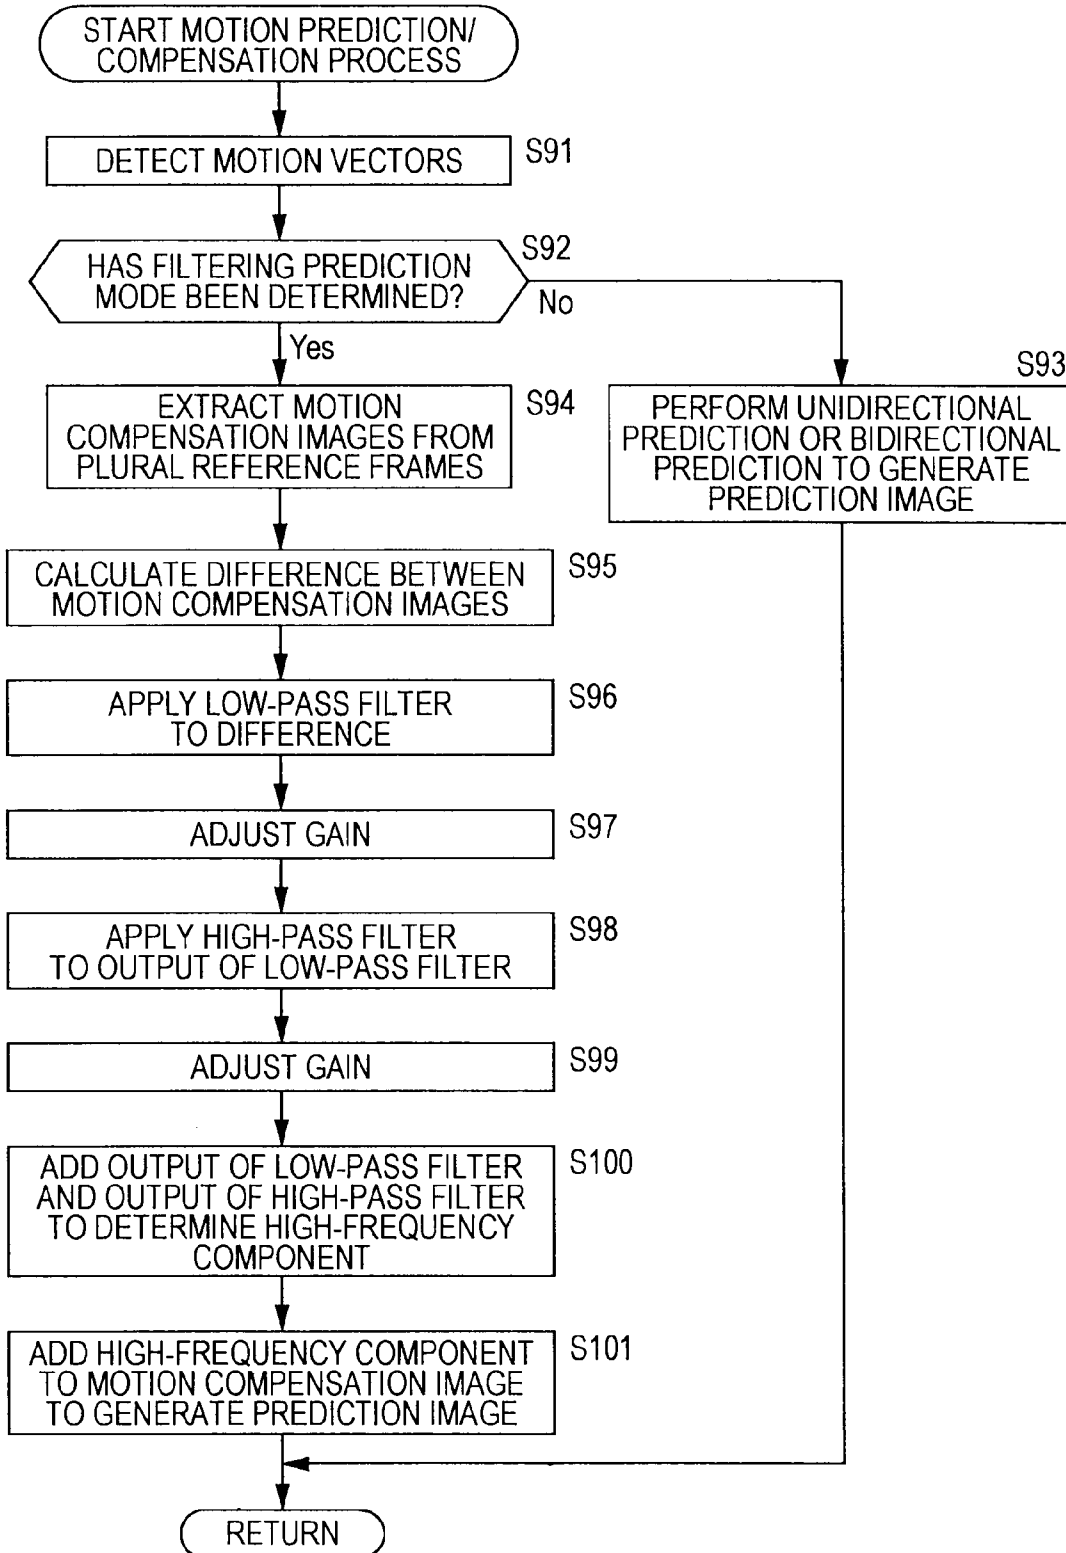 START MOTION PREDICTION/
COMPENSATION PROCESS
DETECT MOTION VECTORS
S91
HAS FILTERING PREDICTION
MODE BEEN DETERMINED?
S92
No
Yes
EXTRACT MOTION
COMPENSATION IMAGES FROM
PLURAL REFERENCE FRAMES
S94
S93
PERFORM UNIDIRECTIONAL
PREDICTION OR BIDIRECTIONAL
PREDICTION TO GENERATE
PREDICTION IMAGE
CALCULATE DIFFERENCE BETWEEN
MOTION COMPENSATION IMAGES
S95
APPLY LOW-PASS FILTER
TO DIFFERENCE
S96
ADJUST GAIN
S97
APPLY HIGH-PASS FILTER
TO OUTPUT OF LOW-PASS FILTER
S98
ADJUST GAIN
S99
ADD OUTPUT OF LOW-PASS FILTER
AND OUTPUT OF HIGH-PASS FILTER
TO DETERMINE HIGH-FREQUENCY
COMPONENT
S100
ADD HIGH-FREQUENCY COMPONENT
TO MOTION COMPENSATION IMAGE
TO GENERATE PREDICTION IMAGE
S101
RETURN